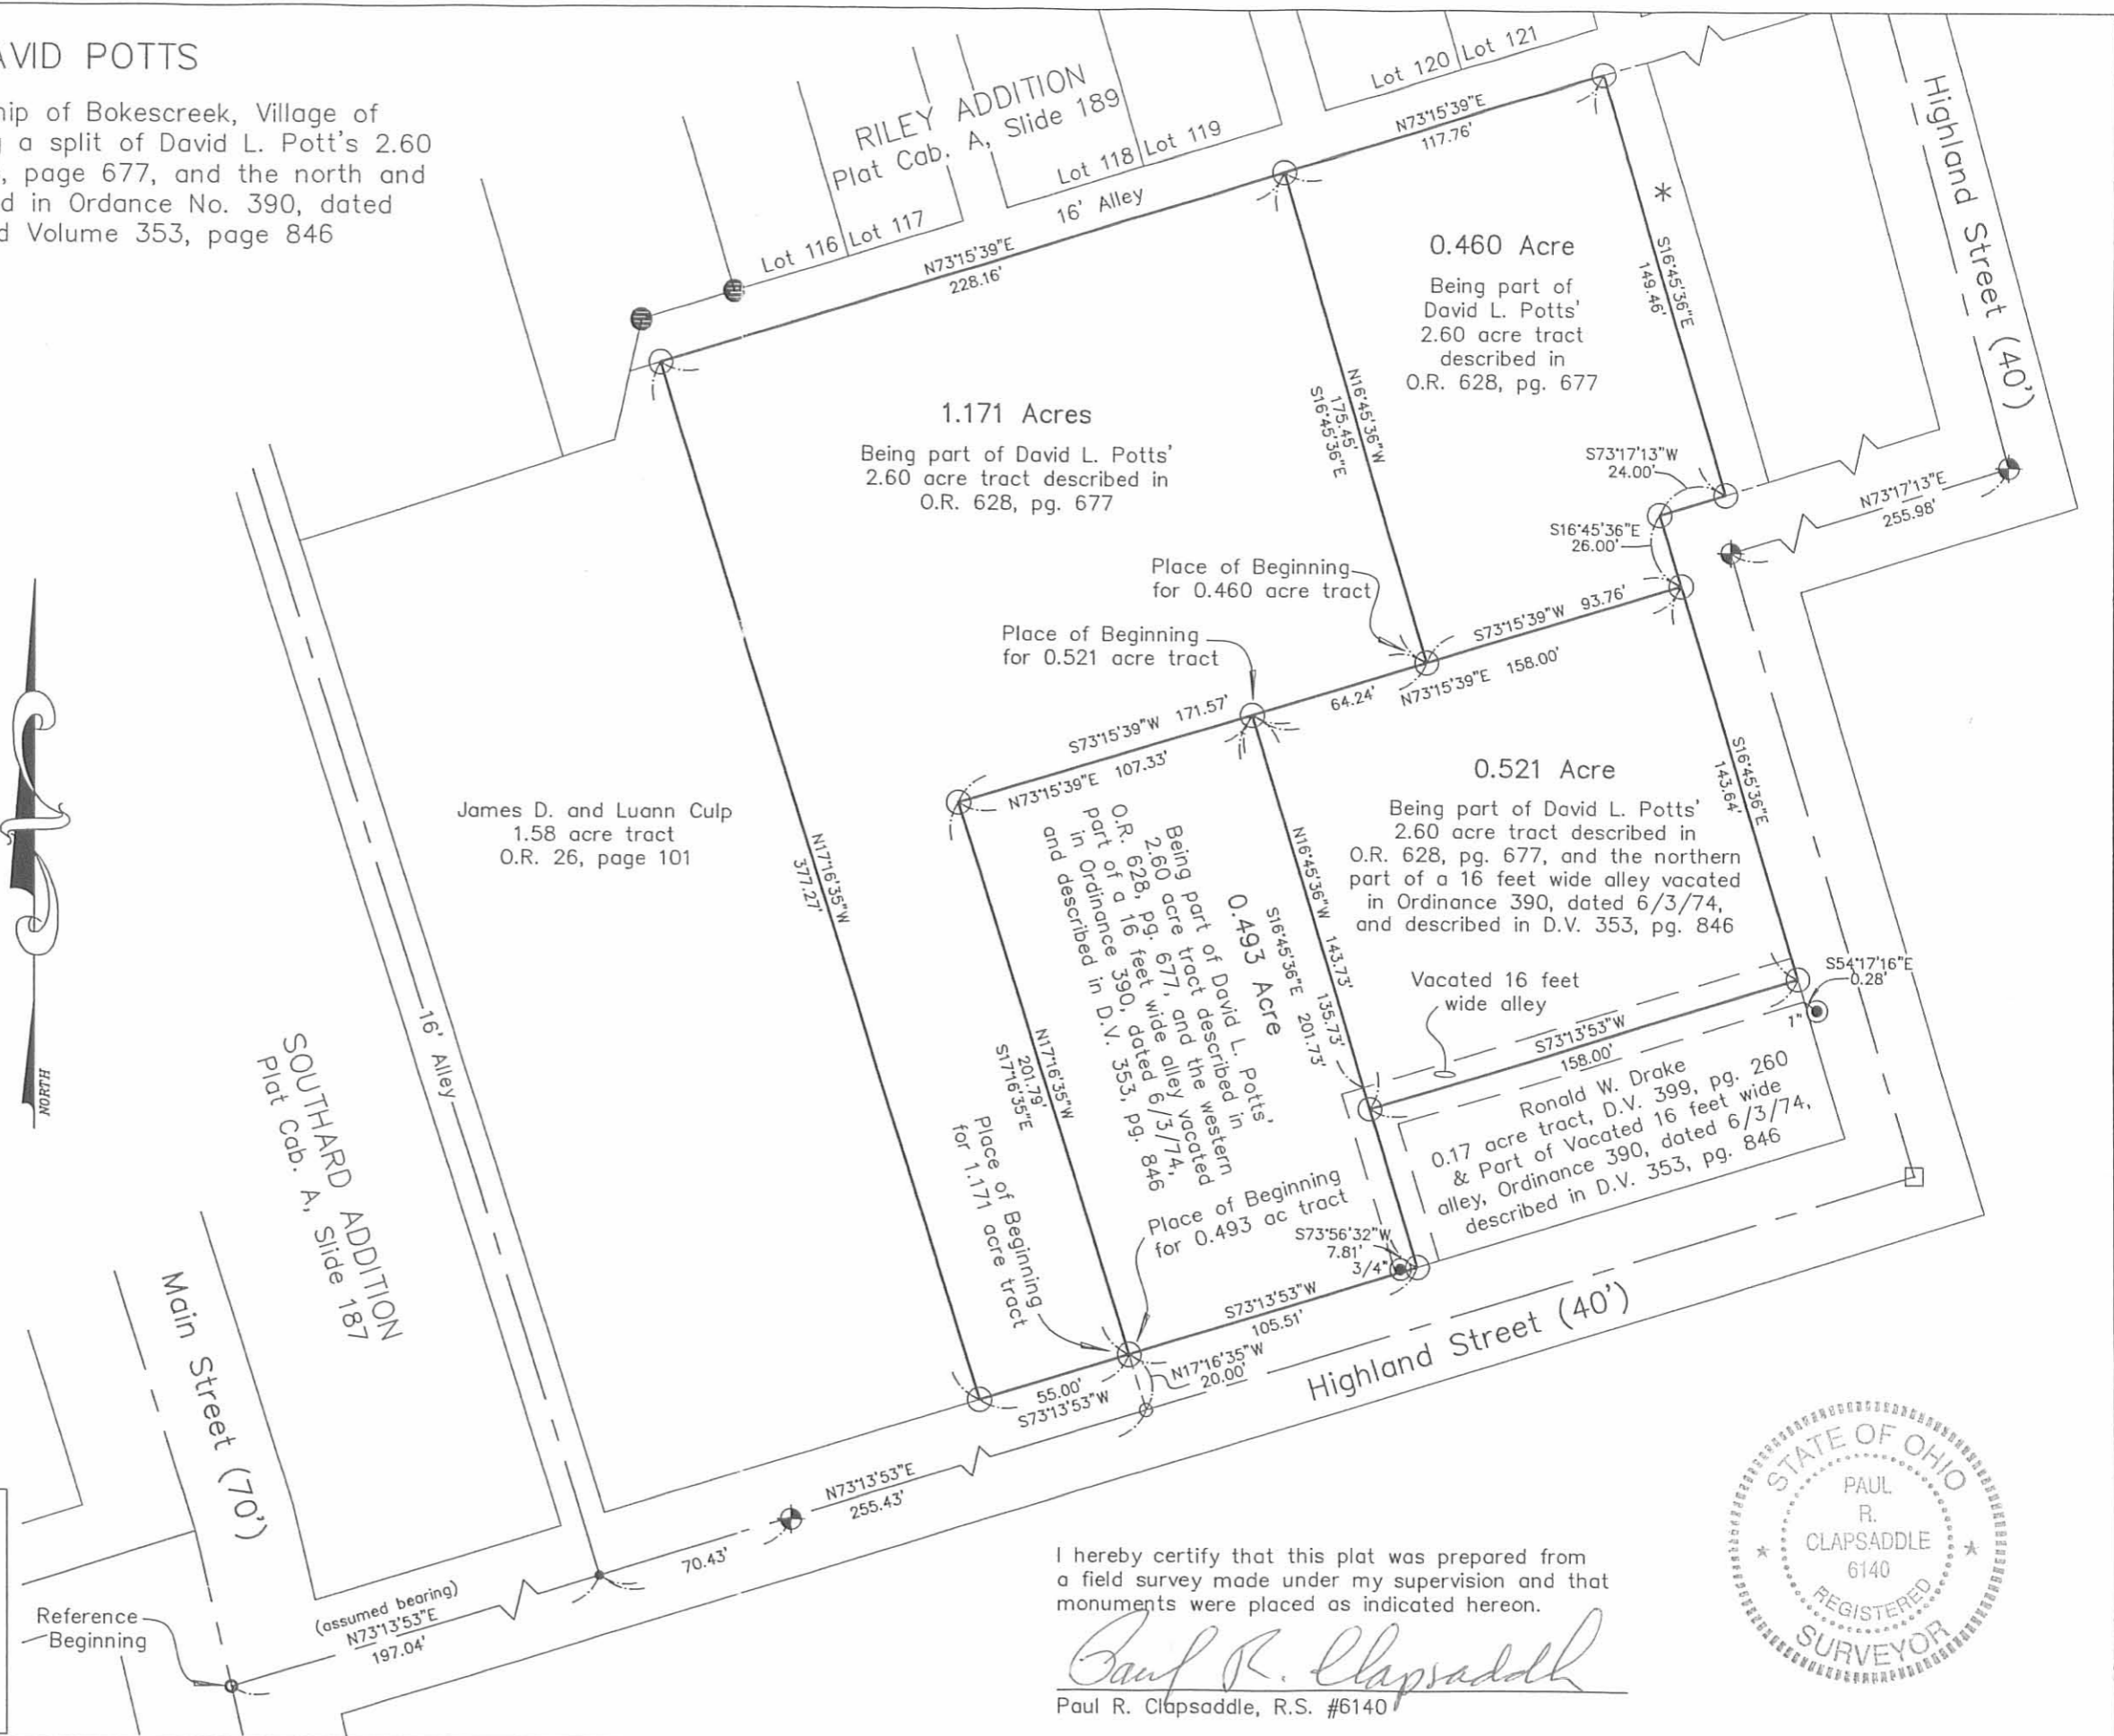 AVID POTTS
hip of Bokescreek, Village of
a split of David L. Pott's 2.60
, page 677, and the north and
d in Ordance No. 390, dated
d Volume 353, page 846
RILEY ADDITION
Plat Cab. A, Slide 189
Lot 116
Lot 117
Lot 118
Lot 119
Lot 120
Lot 121
16' Alley
N73°15'39"E
228.16'
N73°15'39"E
117.76'
Highland Street (40')
*
S16°45'36"E
149.46'
0.460 Acre
Being part of
David L. Potts'
2.60 acre tract
described in
O.R. 628, pg. 677
N16°45'36"W
175.45'
S16°45'36"E
1.171 Acres
Being part of David L. Potts'
2.60 acre tract described in
O.R. 628, pg. 677
S73°17'13"W
24.00'
S16°45'36"E
26.00'
N73°17'13"E
255.98'
Place of Beginning
for 0.460 acre tract
Place of Beginning
for 0.521 acre tract
S73°15'39"W 93.76'
N73°15'39"E 158.00'
64.24'
S73°15'39"W 171.57'
N73°15'39"E 107.33'
James D. and Luann Culp
1.58 acre tract
O.R. 26, page 101
N17°16'35"W
377.27'
0.521 Acre
Being part of David L. Potts'
2.60 acre tract described in
O.R. 628, pg. 677, and the northern
part of a 16 feet wide alley vacated
in Ordinance 390, dated 6/3/74,
and described in D.V. 353, pg. 846
S16°45'36"E
143.64'
N16°45'36"W 143.73'
S16°45'36"E 201.73'
135.73'
0.493 Acre
Being part of David L. Potts'
2.60 acre tract described in
O.R. 628, pg. 677, and the western
part of a 16 feet wide alley vacated
in Ordinance 390, dated 6/3/74,
and described in D.V. 353, pg. 846
N17°16'35"W
201.79'
S17°16'35"E
Vacated 16 feet
wide alley
S54°17'16"E
0.28'
1"
S73°13'53"W
158.00'
Ronald W. Drake
0.17 acre tract, D.V. 399, pg. 260
& Part of Vacated 16 feet wide
alley, Ordinance 390, dated 6/3/74,
described in D.V. 353, pg. 846
Place of Beginning
for 1.171 acre tract
Place of Beginning
for 0.493 ac tract
S73°56'32"W
7.81'
3/4"
S73°13'53"W
105.51'
N17°16'35"W
20.00'
55.00'
S73°13'53"W
Highland Street (40')
NORTH
16' Alley
SOUTHARD ADDITION
Plat Cab. A, Slide 187
Main Street (70')
N73°13'53"E
255.43'
70.43'
(assumed bearing)
N73°13'53"E
197.04'
Reference
Beginning
I hereby certify that this plat was prepared from
a field survey made under my supervision and that
monuments were placed as indicated hereon.
Paul R. Clapsaddle
Paul R. Clapsaddle, R.S. #6140
STATE OF OHIO
PAUL
R.
CLAPSADDLE
6140
REGISTERED
SURVEYOR